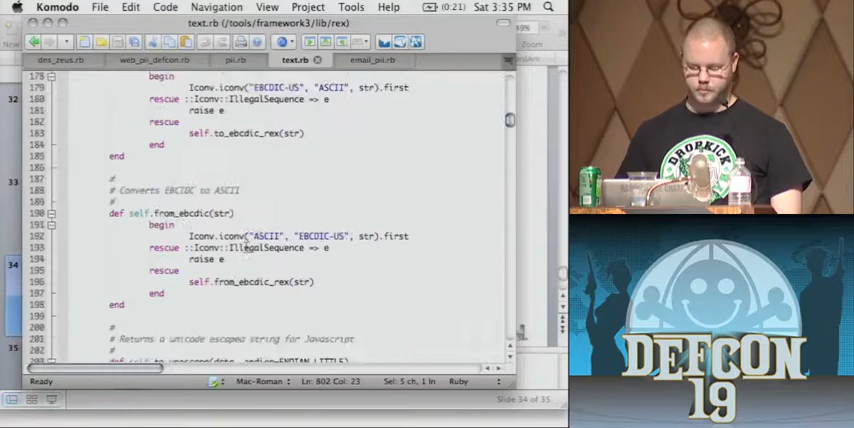 Komodo File Edit Code Navigation View Project Tools Help (0:21) Sat 3:35 PM
text.rb (/tools/framework3/lib/rex)
New
49%
Zoom
dns_zeus.rb web_pii_defcon.rb pii.rb text.rb email_pii.rb
32
33
34
35
178 begin
179 Iconv.iconv("EBCDIC-US", "ASCII", str).first
180 rescue ::Iconv::IllegalSequence => e
181 raise e
182 rescue
183 self.to_ebcdic_rex(str)
184 end
185 end
186
187 #
188 # Converts EBCIDC to ASCII
189 #
190 def self.from_ebcdic(str)
191 begin
192 Iconv.iconv("ASCII", "EBCDIC-US", str).first
193 rescue ::Iconv::IllegalSequence => e
194 raise e
195 rescue
196 self.from_ebcdic_rex(str)
197 end
198 end
199
200 #
201 # Returns a unicode escaped string for Javascript
202 #
Ready Mac-Roman Ln: 802 Col: 23 Sel: 5 ch, 1 ln Ruby
Slide 34 of 35
DROPKICK
DEFCON
19